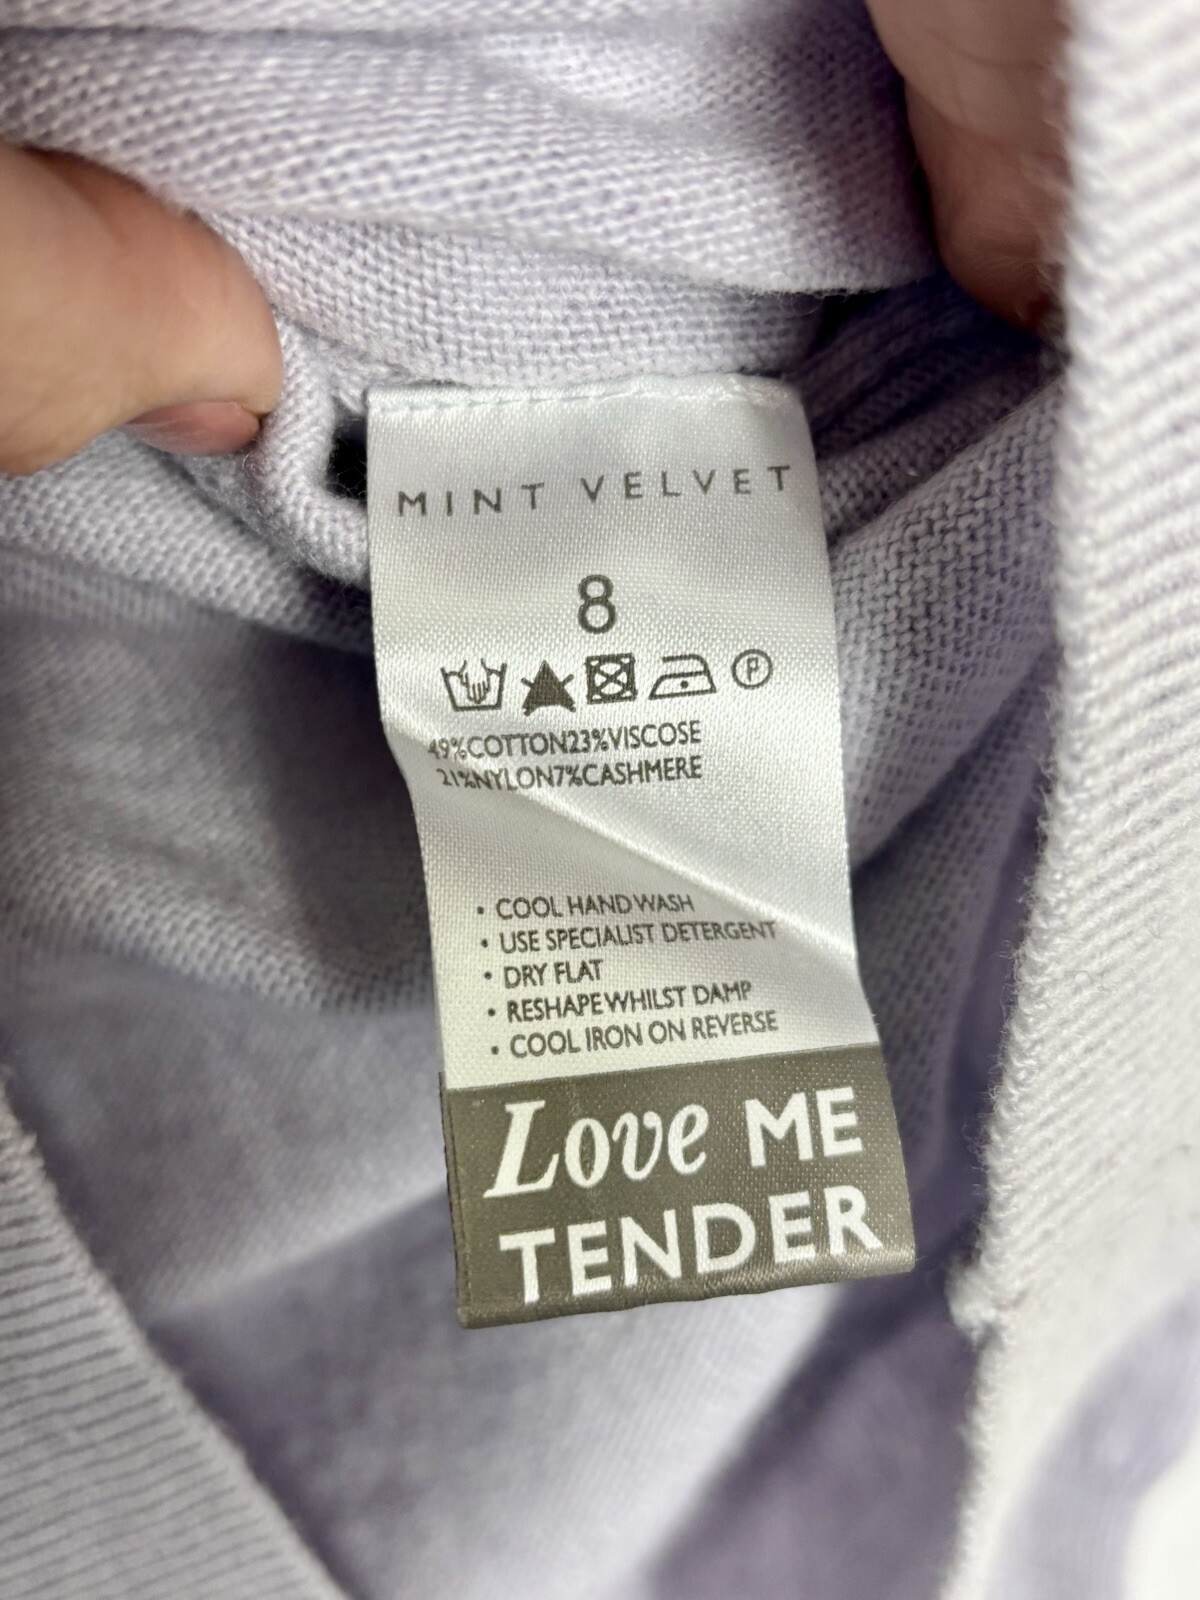 MINT VELVET
8
P
49%COTTON23%VISCOSE
21%NYLON7%CASHMERE
• COOL HAND WASH
• USE SPECIALIST DETERGENT
• DRY FLAT
• RESHAPE WHILST DAMP
• COOL IRON ON REVERSE
Love ME
TENDER